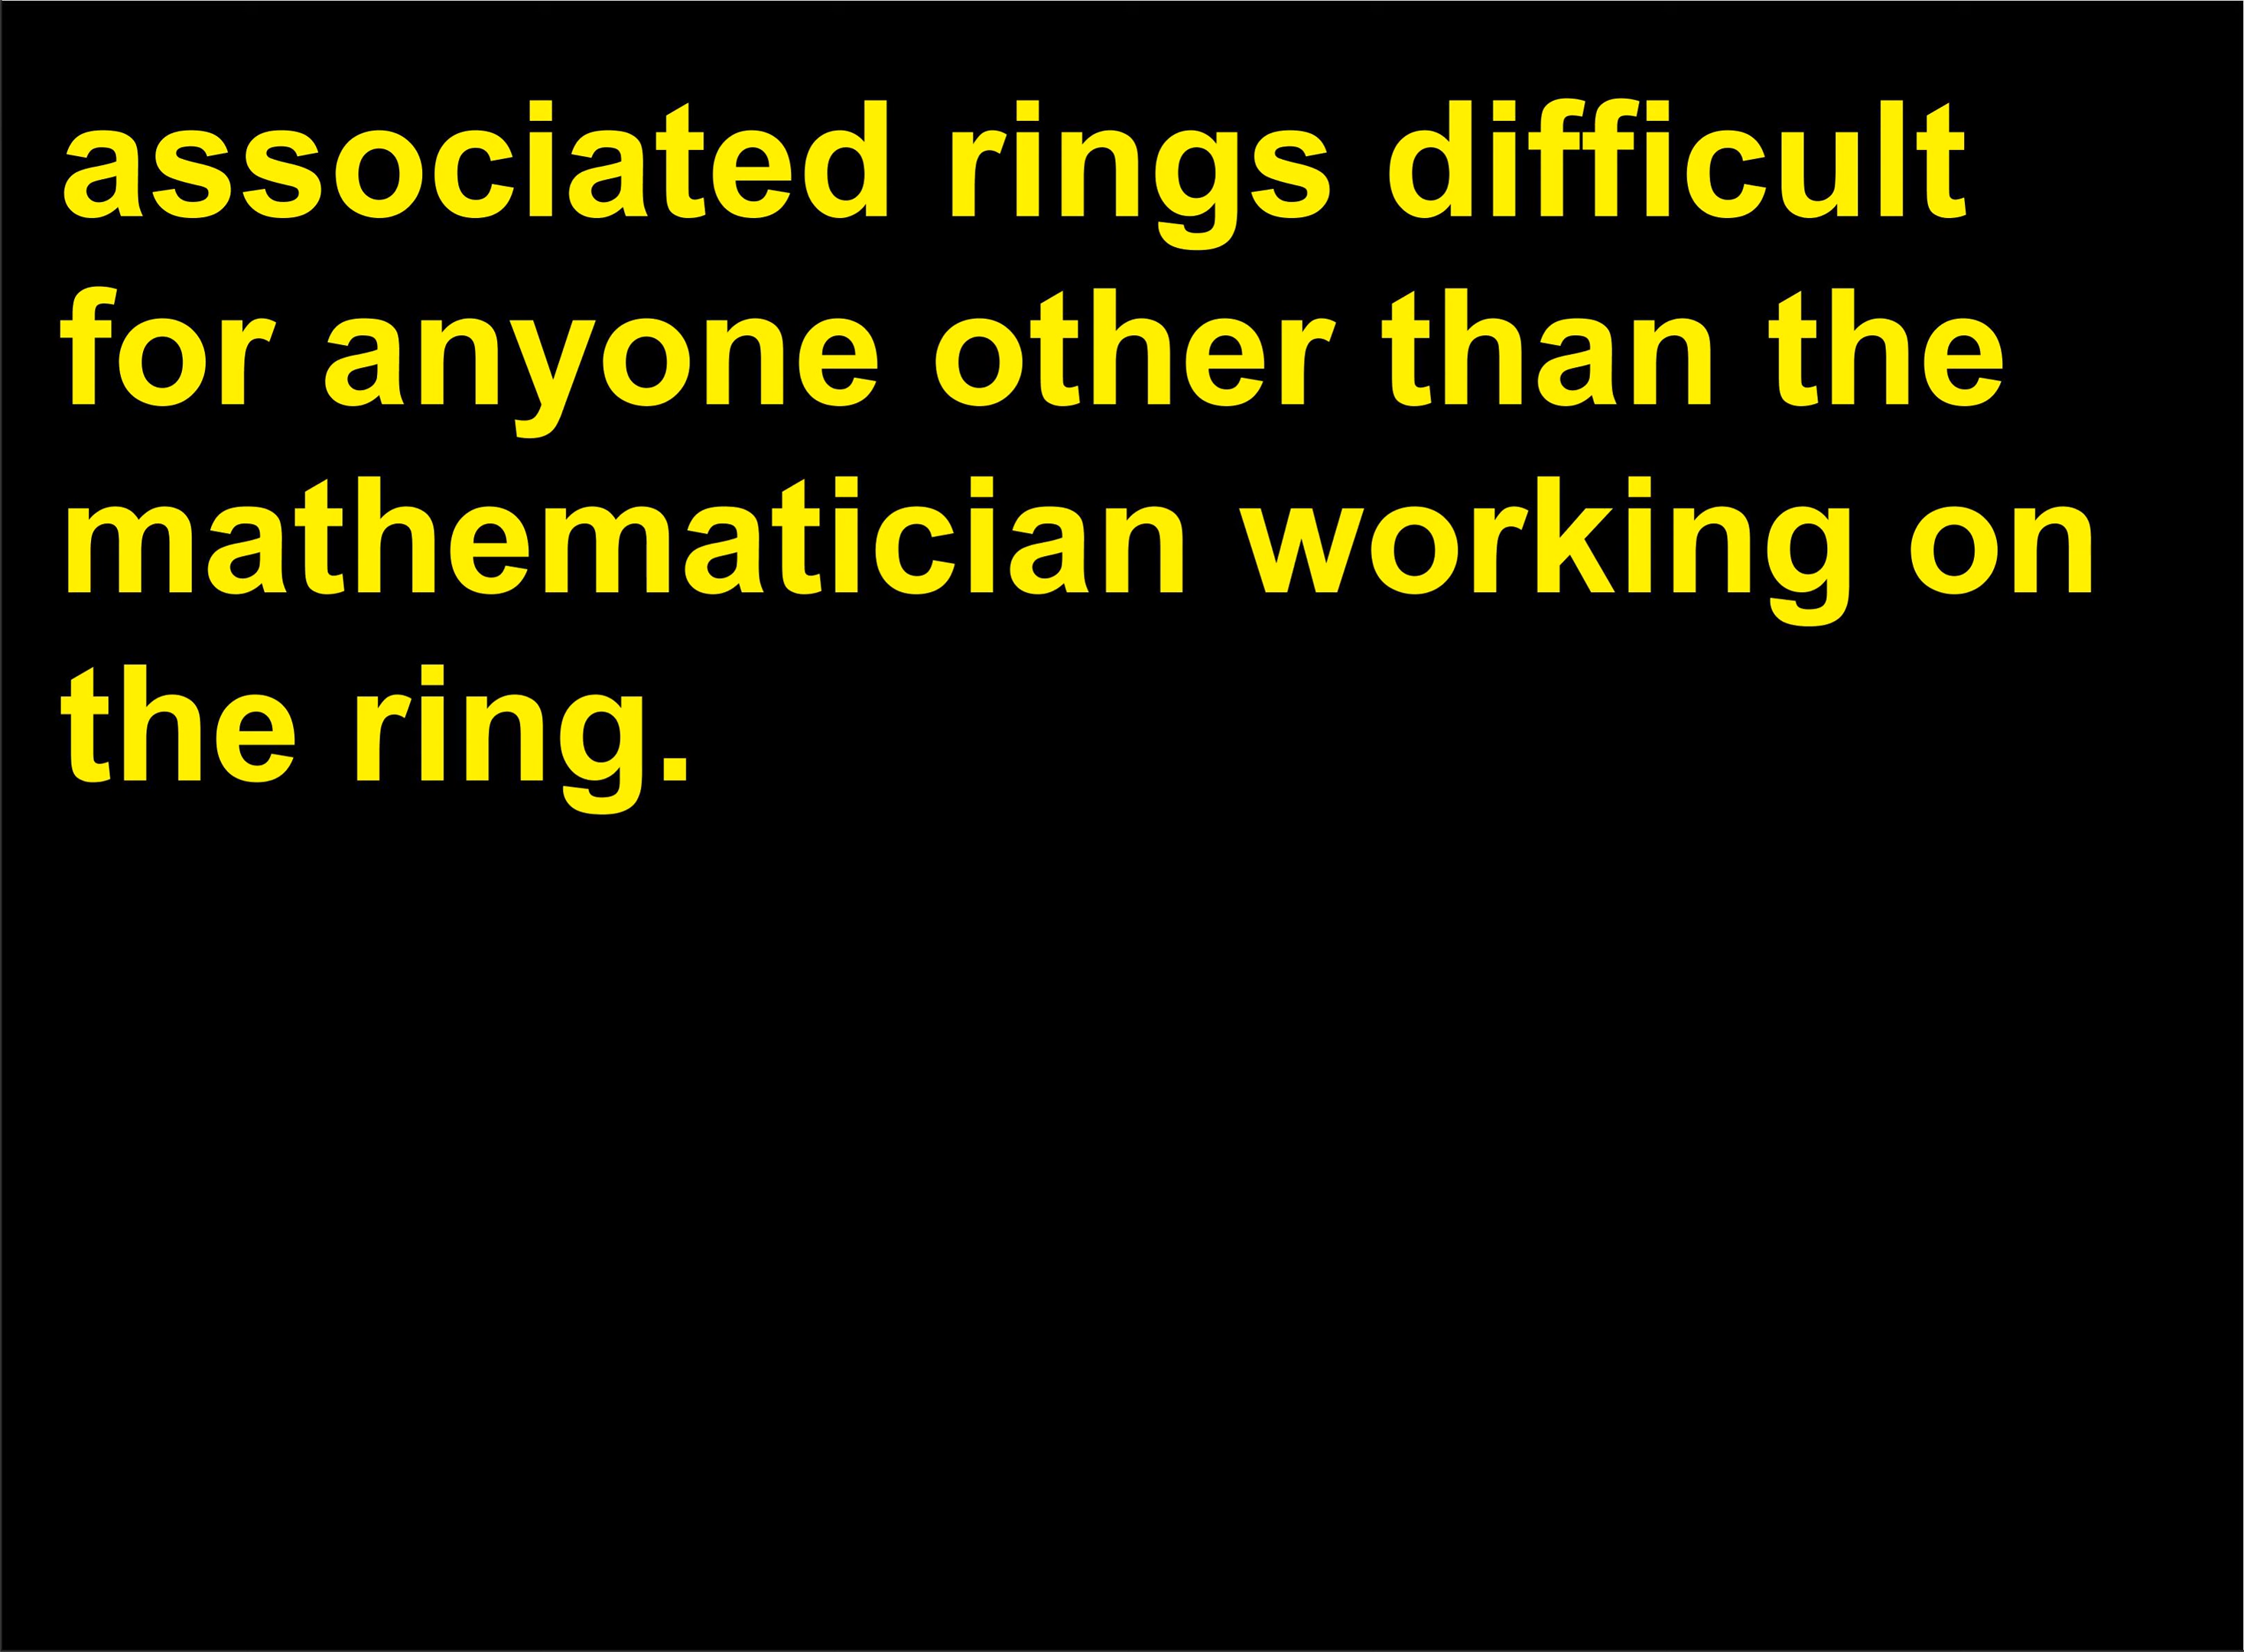 associated rings difficult
for anyone other than the
mathematician working on
the ring.